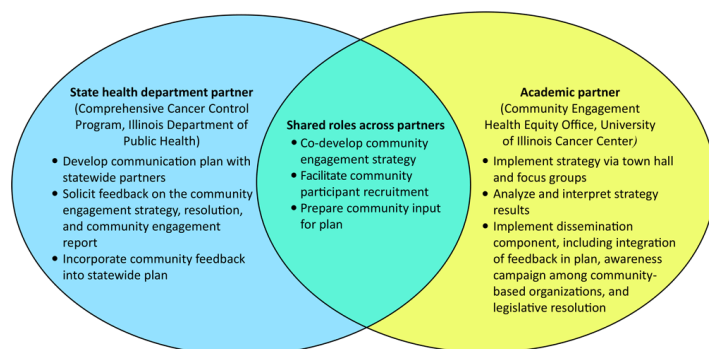 State health department partner
(Comprehensive Cancer Control
Program, Illinois Department of
Public Health)
• Develop communication plan with
statewide partners
• Solicit feedback on the community
engagement strategy, resolution,
and community engagement
report
• Incorporate community feedback
into statewide plan
Shared roles across partners
• Co-develop community
engagement strategy
• Facilitate community
participant recruitment
• Prepare community input
for plan
Academic partner
(Community Engagement
Health Equity Office, University
of Illinois Cancer Center)
• Implement strategy via town hall
and focus groups
• Analyze and interpret strategy
results
• Implement dissemination
component, including integration
of feedback in plan, awareness
campaign among community-
based organizations, and
legislative resolution